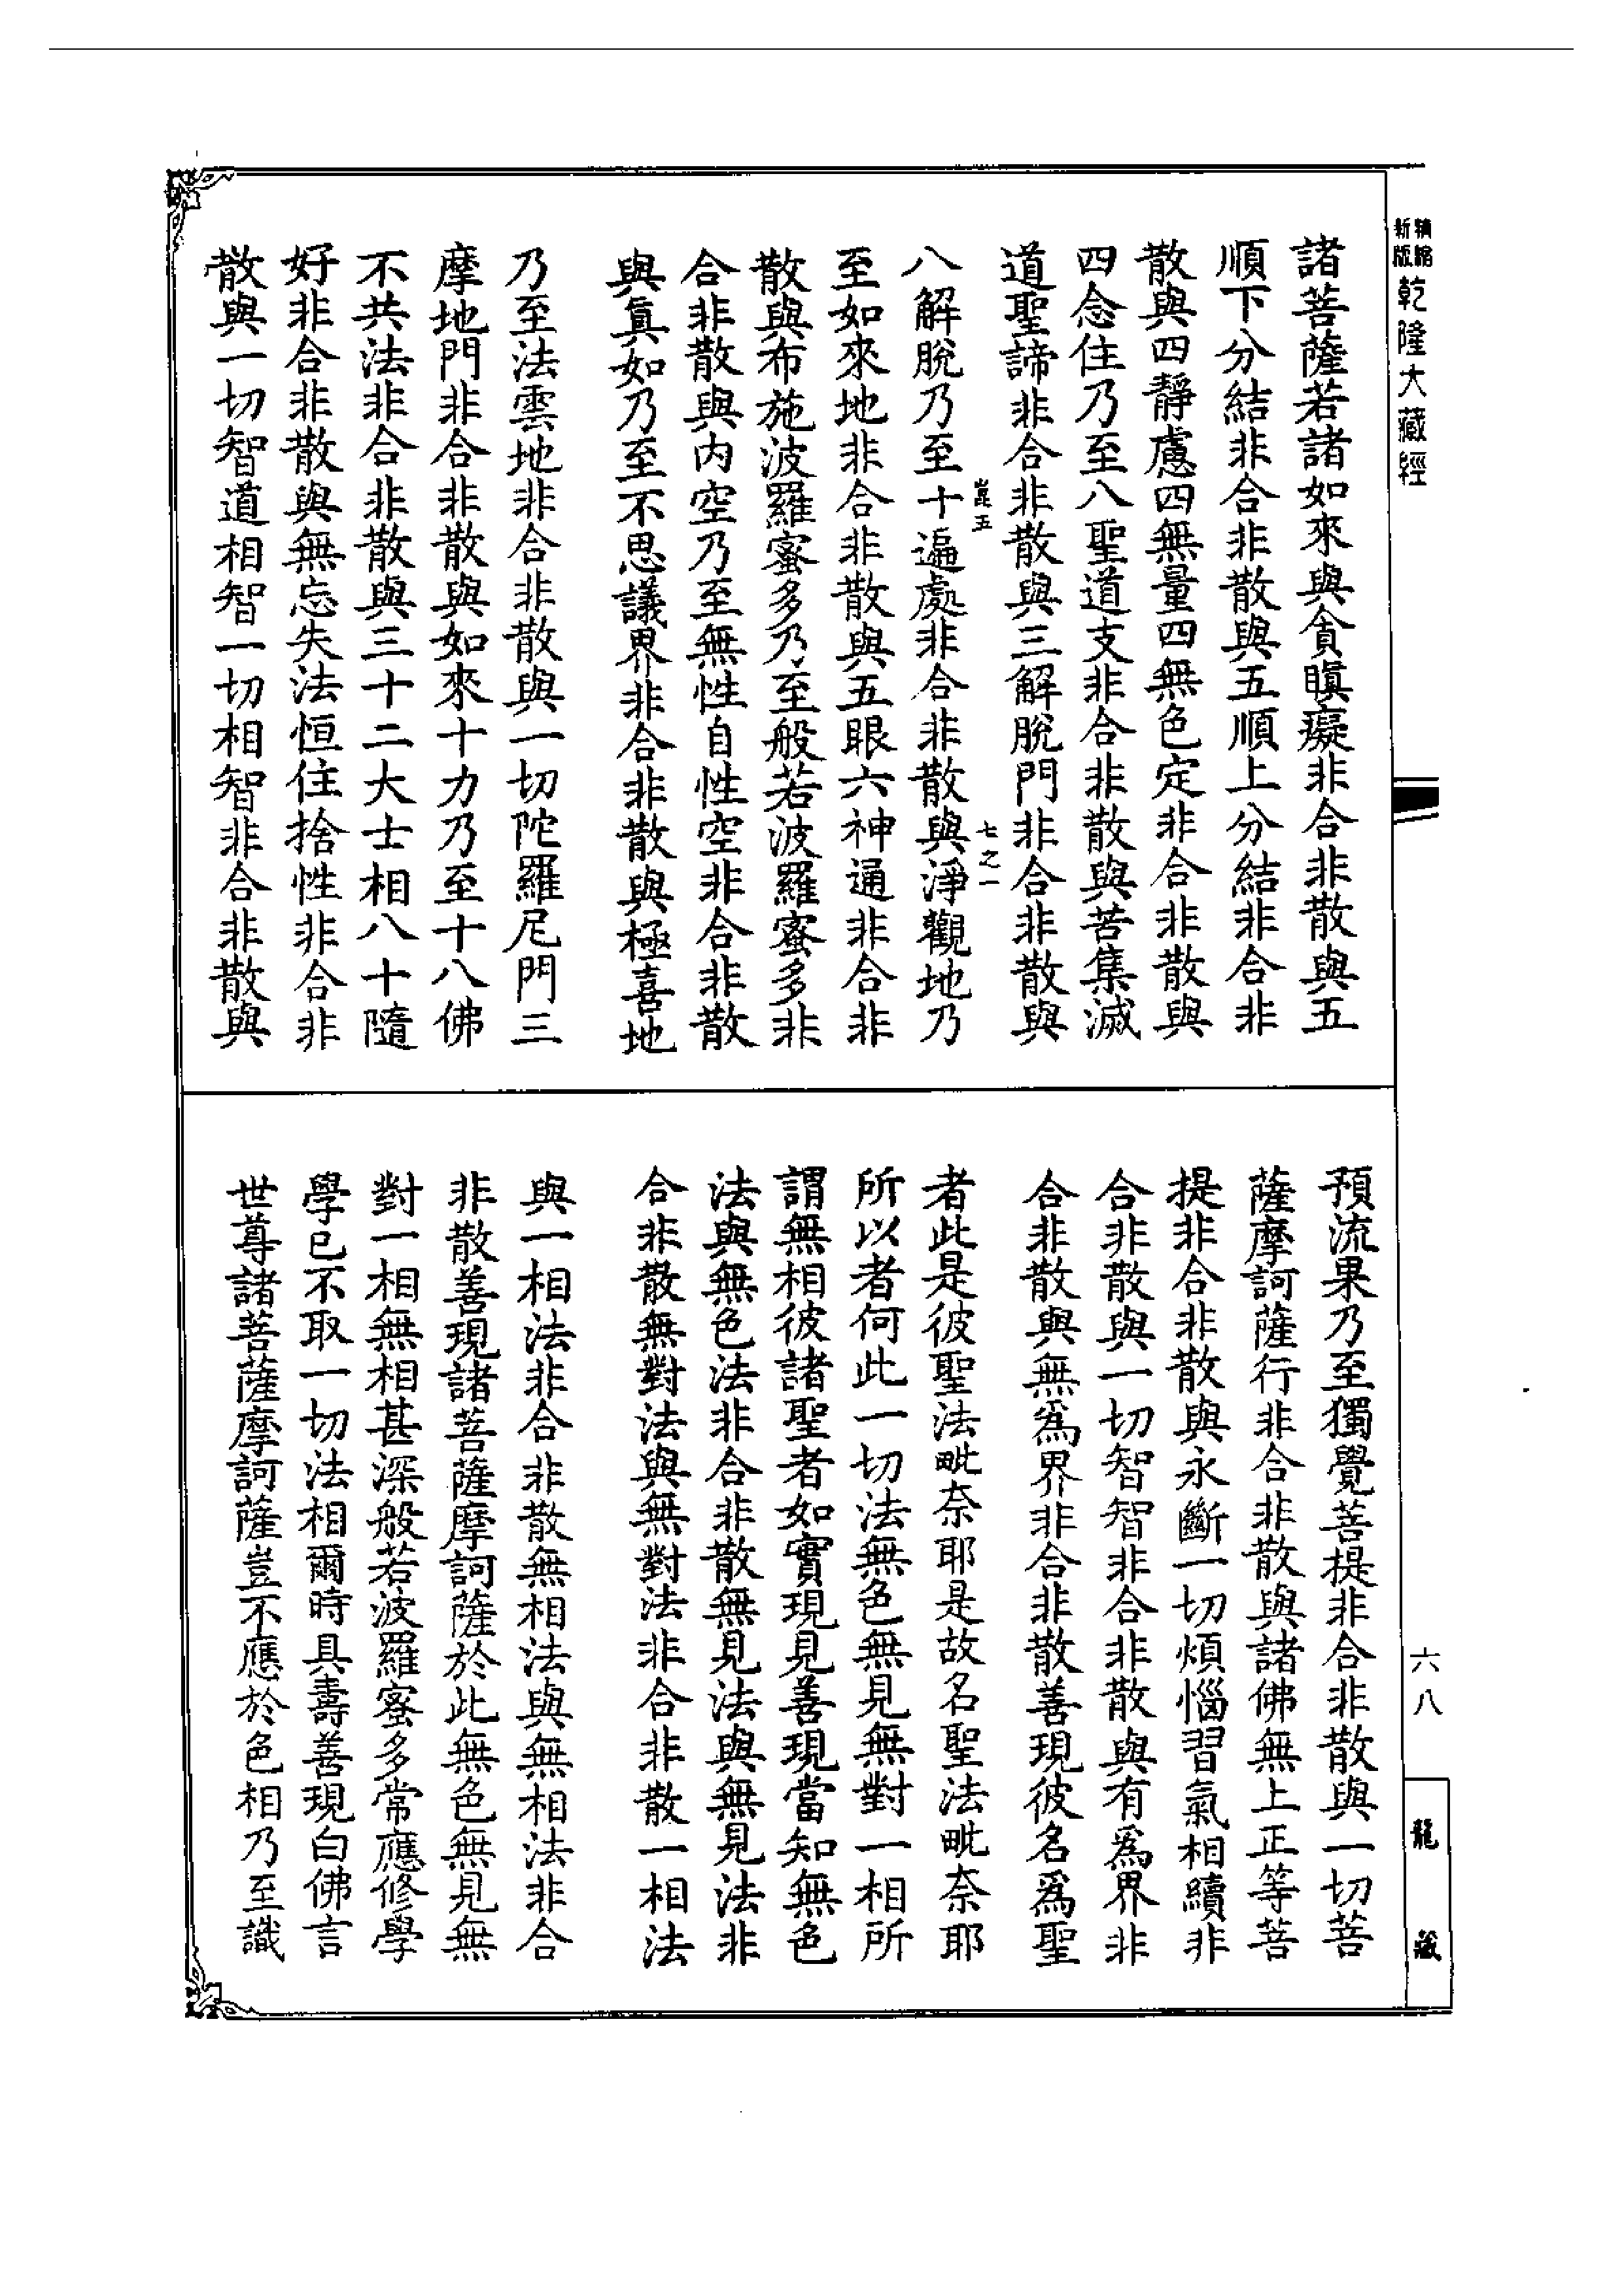 新版
精縮
乾隆大藏經
諸菩薩若諸如來與貪瞋癡非合非散與五
順下分結非合非散與五順上分結非合非
散與四靜慮四無量四無色定非合非散與
四念住乃至八聖道支非合非散與苦集滅
道聖諦非合非散與三解脫門非合非散與
崑五
七之一
八解脫乃至十遍處非合非散與淨觀地乃
至如來地非合非散與五眼六神通非合非
散與布施波羅蜜多乃至般若波羅蜜多非
合非散與內空乃至無性自性空非合非散
與真如乃至不思議界非合非散與極喜地
乃至法雲地非合非散與一切陀羅尼門三
摩地門非合非散與如來十力乃至十八佛
不共法非合非散與三十二大士相八十隨
好非合非散與無忘失法恒住捨性非合非
散與一切智道相智一切相智非合非散與
預流果乃至獨覺菩提非合非散與一切菩
薩摩訶薩行非合非散與諸佛無上正等菩
提非合非散與永斷一切煩惱習氣相續非
合非散與一切智智非合非散與有為界非
合非散與無為界非合非散善現彼名為聖
者此是彼聖法毗奈耶是故名聖法毗奈耶
所以者何此一切法無色無見無對一相所
謂無相彼諸聖者如實現見善現當知無色
法與無色法非合非散無見法與無見法非
合非散無對法與無對法非合非散一相法
與一相法非合非散無相法與無相法非合
非散善現諸菩薩摩訶薩於此無色無見無
對一相無相甚深般若波羅蜜多常應修學
學已不取一切法相爾時具壽善現白佛言
世尊諸菩薩摩訶薩豈不應於色相乃至識
六八
龍藏